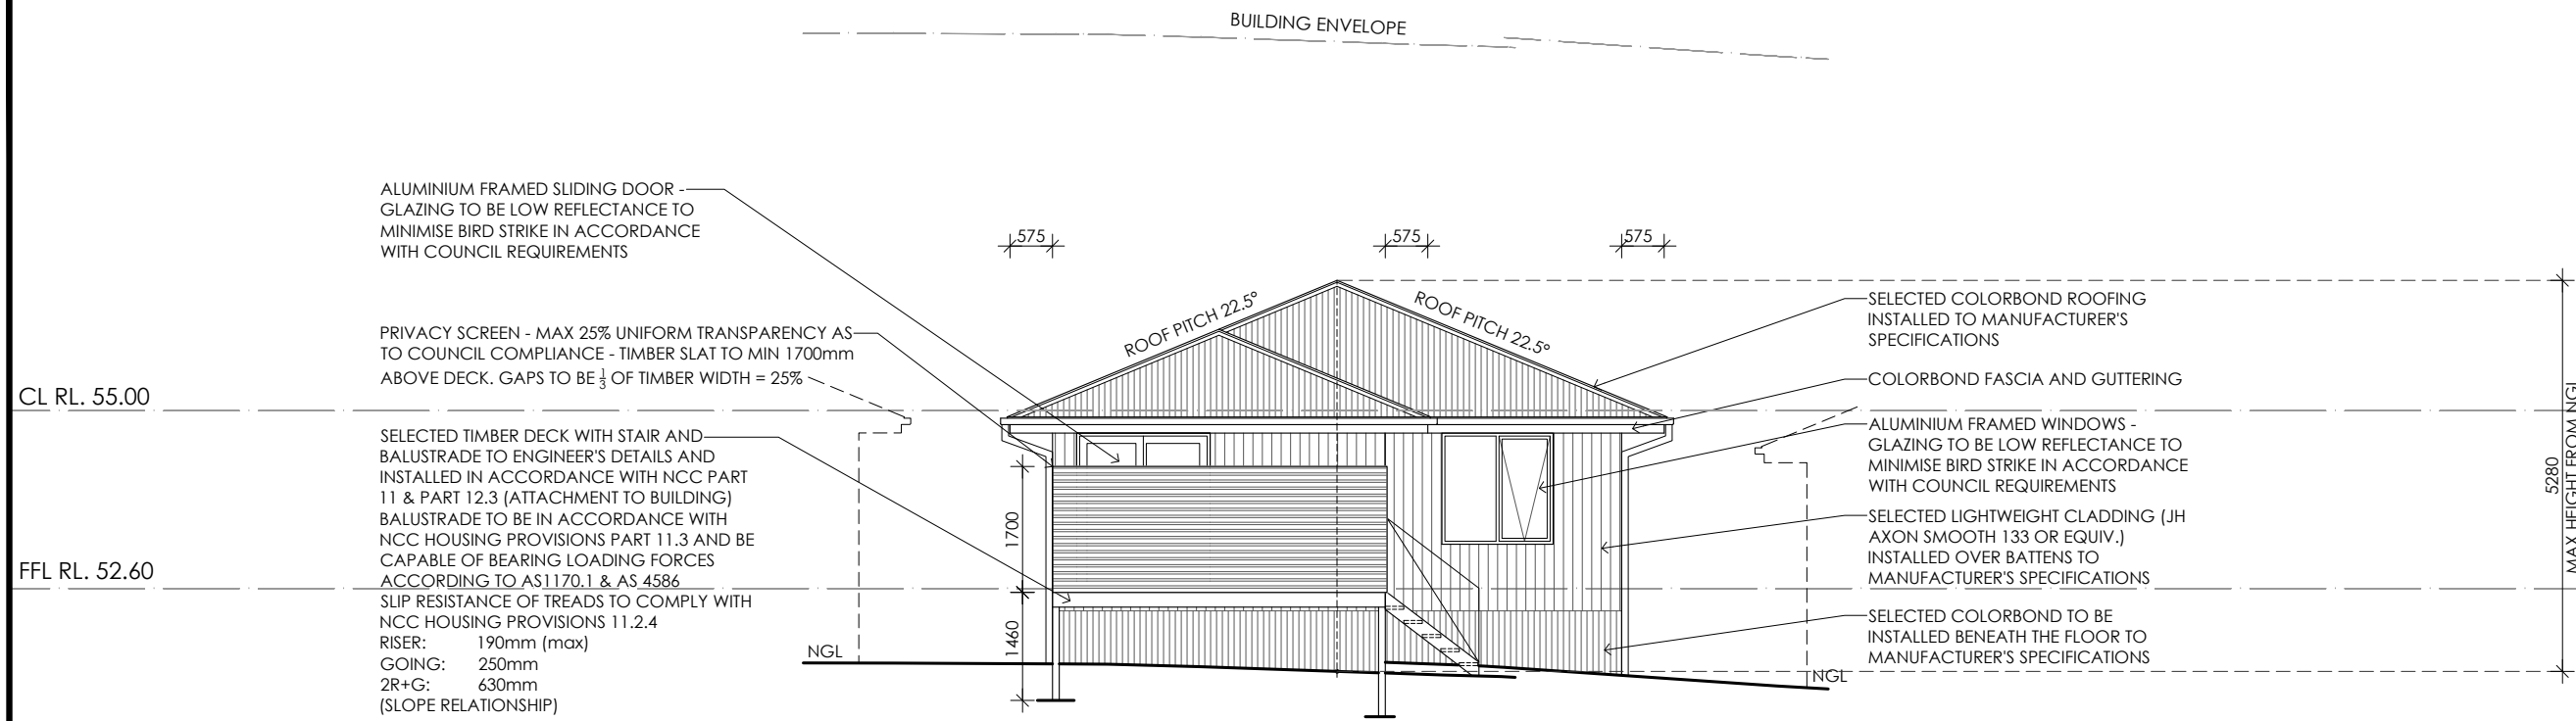 BUILDING ENVELOPE
ALUMINIUM FRAMED SLIDING DOOR -
GLAZING TO BE LOW REFLECTANCE TO
MINIMISE BIRD STRIKE IN ACCORDANCE
WITH COUNCIL REQUIREMENTS
PRIVACY SCREEN - MAX 25% UNIFORM TRANSPARENCY AS
TO COUNCIL COMPLIANCE - TIMBER SLAT TO MIN 1700mm
ABOVE DECK. GAPS TO BE 1/3 OF TIMBER WIDTH = 25%
CL RL. 55.00
SELECTED TIMBER DECK WITH STAIR AND
BALUSTRADE TO ENGINEER'S DETAILS AND
INSTALLED IN ACCORDANCE WITH NCC PART
11 & PART 12.3 (ATTACHMENT TO BUILDING)
BALUSTRADE TO BE IN ACCORDANCE WITH
NCC HOUSING PROVISIONS PART 11.3 AND BE
CAPABLE OF BEARING LOADING FORCES
ACCORDING TO AS1170.1 & AS 4586
FFL RL. 52.60
SLIP RESISTANCE OF TREADS TO COMPLY WITH
NCC HOUSING PROVISIONS 11.2.4
RISER: 190mm (max)
GOING: 250mm
2R+G: 630mm
(SLOPE RELATIONSHIP)
575
575
575
ROOF PITCH 22.5°
ROOF PITCH 22.5°
1700
1460
NGL
NGL
SELECTED COLORBOND ROOFING
INSTALLED TO MANUFACTURER'S
SPECIFICATIONS
COLORBOND FASCIA AND GUTTERING
ALUMINIUM FRAMED WINDOWS -
GLAZING TO BE LOW REFLECTANCE TO
MINIMISE BIRD STRIKE IN ACCORDANCE
WITH COUNCIL REQUIREMENTS
SELECTED LIGHTWEIGHT CLADDING (JH
AXON SMOOTH 133 OR EQUIV.)
INSTALLED OVER BATTENS TO
MANUFACTURER'S SPECIFICATIONS
SELECTED COLORBOND TO BE
INSTALLED BENEATH THE FLOOR TO
MANUFACTURER'S SPECIFICATIONS
5280
MAX HEIGHT FROM NGL